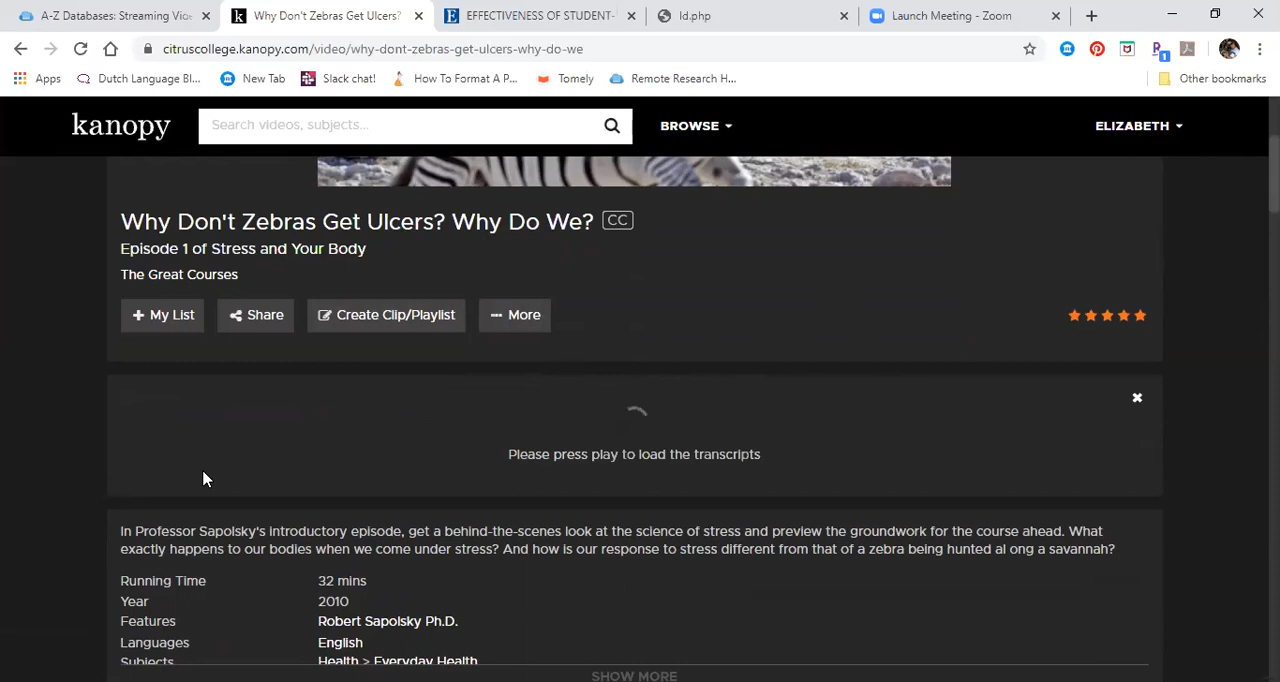 A-Z Databases: Streaming Vide
Why Don't Zebras Get Ulcers?
EFFECTIVENESS OF STUDENT-
ld.php
Launch Meeting - Zoom
citruscollege.kanopy.com/video/why-dont-zebras-get-ulcers-why-do-we
1
Apps
Dutch Language Bl...
New Tab
Slack chat!
How To Format A P...
Tomely
Remote Research H...
Other bookmarks
kanopy
Search videos, subjects...
BROWSE
ELIZABETH
Why Don't Zebras Get Ulcers? Why Do We? CC
Episode 1 of Stress and Your Body
The Great Courses
+ My List
Share
Create Clip/Playlist
More
Please press play to load the transcripts
In Professor Sapolsky's introductory episode, get a behind-the-scenes look at the science of stress and preview the groundwork for the course ahead. What
exactly happens to our bodies when we come under stress? And how is our response to stress different from that of a zebra being hunted al ong a savannah?
Running Time 32 mins
Year 2010
Features Robert Sapolsky Ph.D.
Languages English
Subjects Health > Everyday Health
SHOW MORE